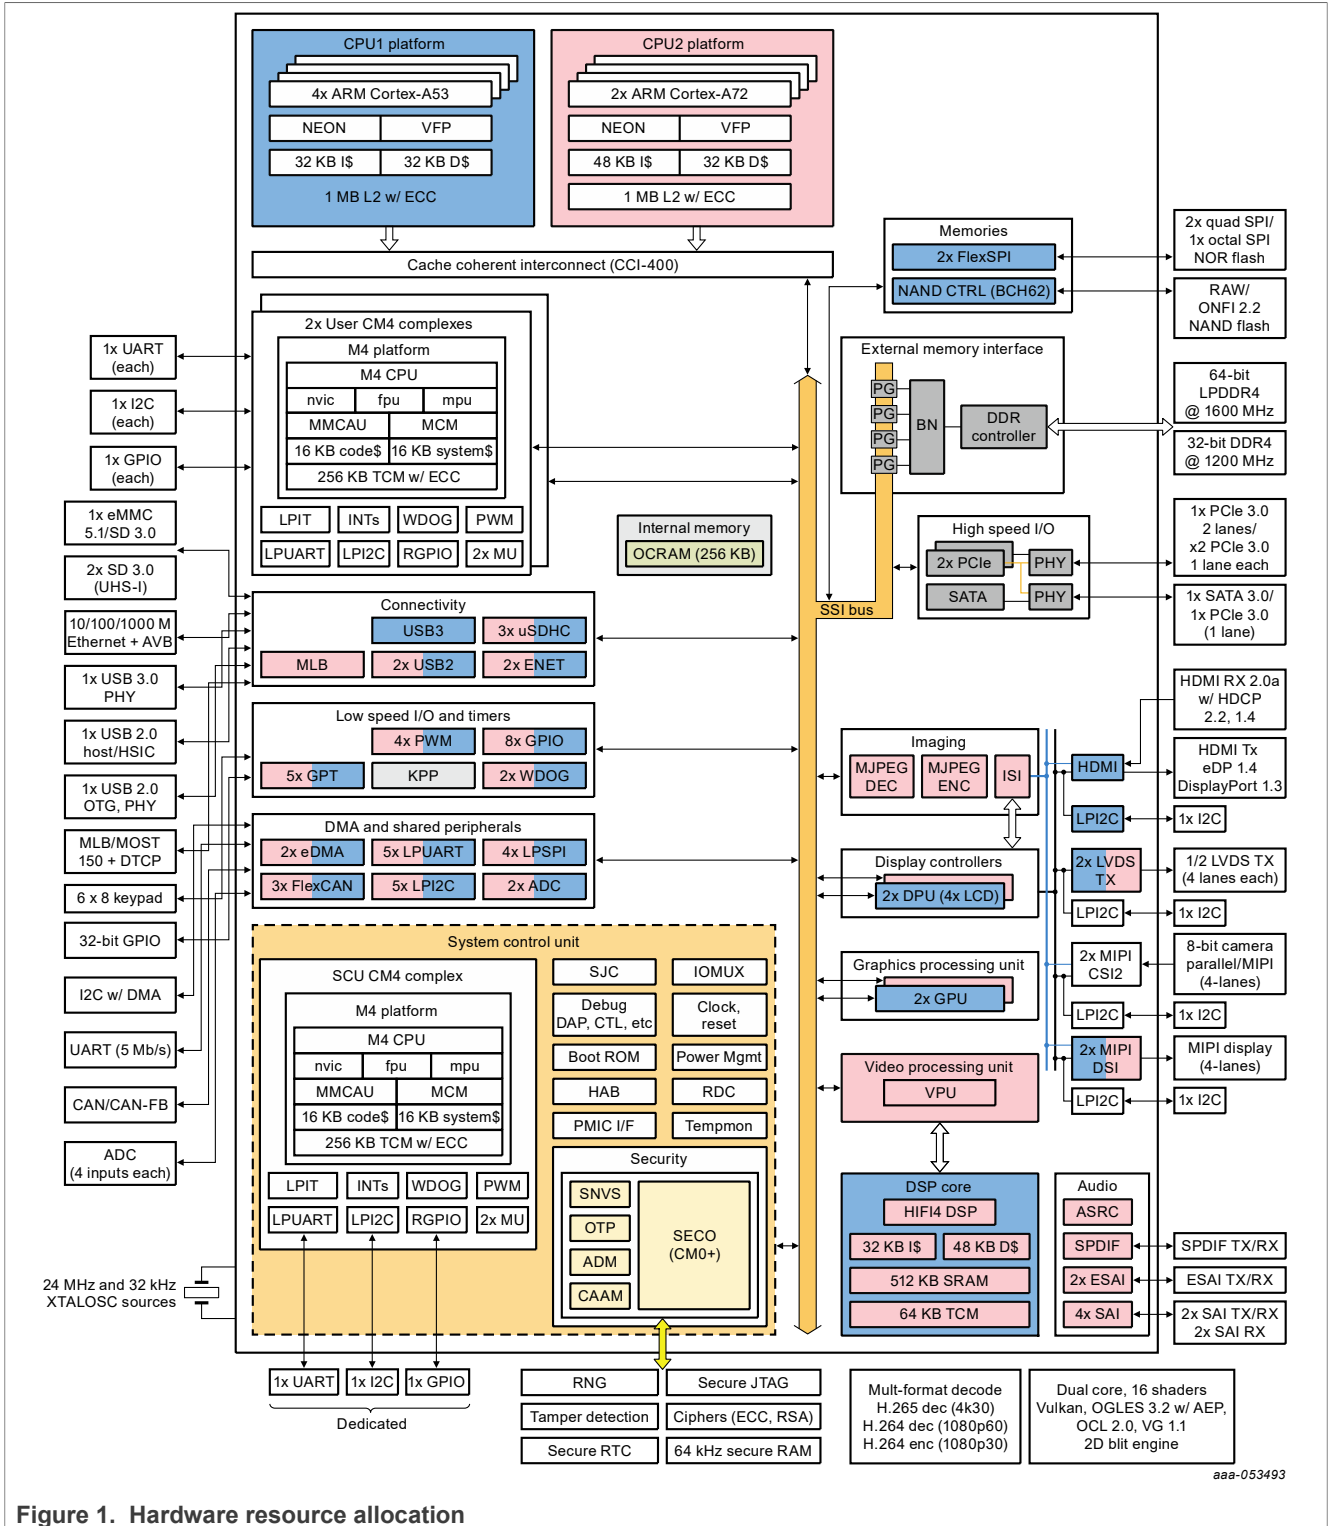 CPU1 platform
4x ARM Cortex-A53
NEON
VFP
32 KB I$
32 KB D$
1 MB L2 w/ ECC
CPU2 platform
2x ARM Cortex-A72
NEON
VFP
48 KB I$
32 KB D$
1 MB L2 w/ ECC
Cache coherent interconnect (CCI-400)
Memories
2x FlexSPI
NAND CTRL (BCH62)
2x quad SPI/
1x octal SPI
NOR flash
RAW/
ONFI 2.2
NAND flash
2x User CM4 complexes
M4 platform
M4 CPU
nvic
fpu
mpu
MMCAU
MCM
16 KB code$
16 KB system$
256 KB TCM w/ ECC
LPIT
INTs
WDOG
PWM
LPUART
LPI2C
RGPIO
2x MU
1x UART
(each)
1x I2C
(each)
1x GPIO
(each)
1x eMMC
5.1/SD 3.0
2x SD 3.0
(UHS-I)
10/100/1000 M
Ethernet + AVB
1x USB 3.0
PHY
1x USB 2.0
host/HSIC
1x USB 2.0
OTG, PHY
MLB/MOST
150 + DTCP
6 x 8 keypad
32-bit GPIO
I2C w/ DMA
UART (5 Mb/s)
CAN/CAN-FB
ADC
(4 inputs each)
24 MHz and 32 kHz
XTALOSC sources
External memory interface
PG
PG
PG
PG
BN
DDR
controller
64-bit
LPDDR4
@ 1600 MHz
32-bit DDR4
@ 1200 MHz
Internal memory
OCRAM (256 KB)
High speed I/O
2x PCIe
PHY
SATA
PHY
1x PCIe 3.0
2 lanes/
x2 PCIe 3.0
1 lane each
1x SATA 3.0/
1x PCIe 3.0
(1 lane)
SSI bus
Connectivity
USB3
3x uSDHC
MLB
2x USB2
2x ENET
Low speed I/O and timers
4x PWM
8x GPIO
5x GPT
KPP
2x WDOG
DMA and shared peripherals
2x eDMA
5x LPUART
4x LPSPI
3x FlexCAN
5x LPI2C
2x ADC
Imaging
MJPEG
DEC
MJPEG
ENC
ISI
Display controllers
2x DPU (4x LCD)
Graphics processing unit
2x GPU
Video processing unit
VPU
HDMI
LPI2C
2x LVDS
TX
LPI2C
2x MIPI
CSI2
LPI2C
2x MIPI
DSI
LPI2C
HDMI RX 2.0a
w/ HDCP
2.2, 1.4
HDMI Tx
eDP 1.4
DisplayPort 1.3
1x I2C
1/2 LVDS TX
(4 lanes each)
1x I2C
8-bit camera
parallel/MIPI
(4-lanes)
1x I2C
MIPI display
(4-lanes)
1x I2C
System control unit
SCU CM4 complex
M4 platform
M4 CPU
nvic
fpu
mpu
MMCAU
MCM
16 KB code$
16 KB system$
256 KB TCM w/ ECC
LPIT
INTs
WDOG
PWM
LPUART
LPI2C
RGPIO
2x MU
SJC
IOMUX
Debug
DAP, CTL, etc
Clock,
reset
Boot ROM
Power Mgmt
HAB
RDC
PMIC I/F
Tempmon
Security
SNVS
OTP
ADM
CAAM
SECO
(CM0+)
DSP core
HIFI4 DSP
32 KB I$
48 KB D$
512 KB SRAM
64 KB TCM
Audio
ASRC
SPDIF
2x ESAI
4x SAI
SPDIF TX/RX
ESAI TX/RX
2x SAI TX/RX
2x SAI RX
1x UART
1x I2C
1x GPIO
Dedicated
RNG
Secure JTAG
Tamper detection
Ciphers (ECC, RSA)
Secure RTC
64 kHz secure RAM
Mult-format decode
H.265 dec (4k30)
H.264 dec (1080p60)
H.264 enc (1080p30)
Dual core, 16 shaders
Vulkan, OGLES 3.2 w/ AEP,
OCL 2.0, VG 1.1
2D blit engine
aaa-053493
Figure 1. Hardware resource allocation